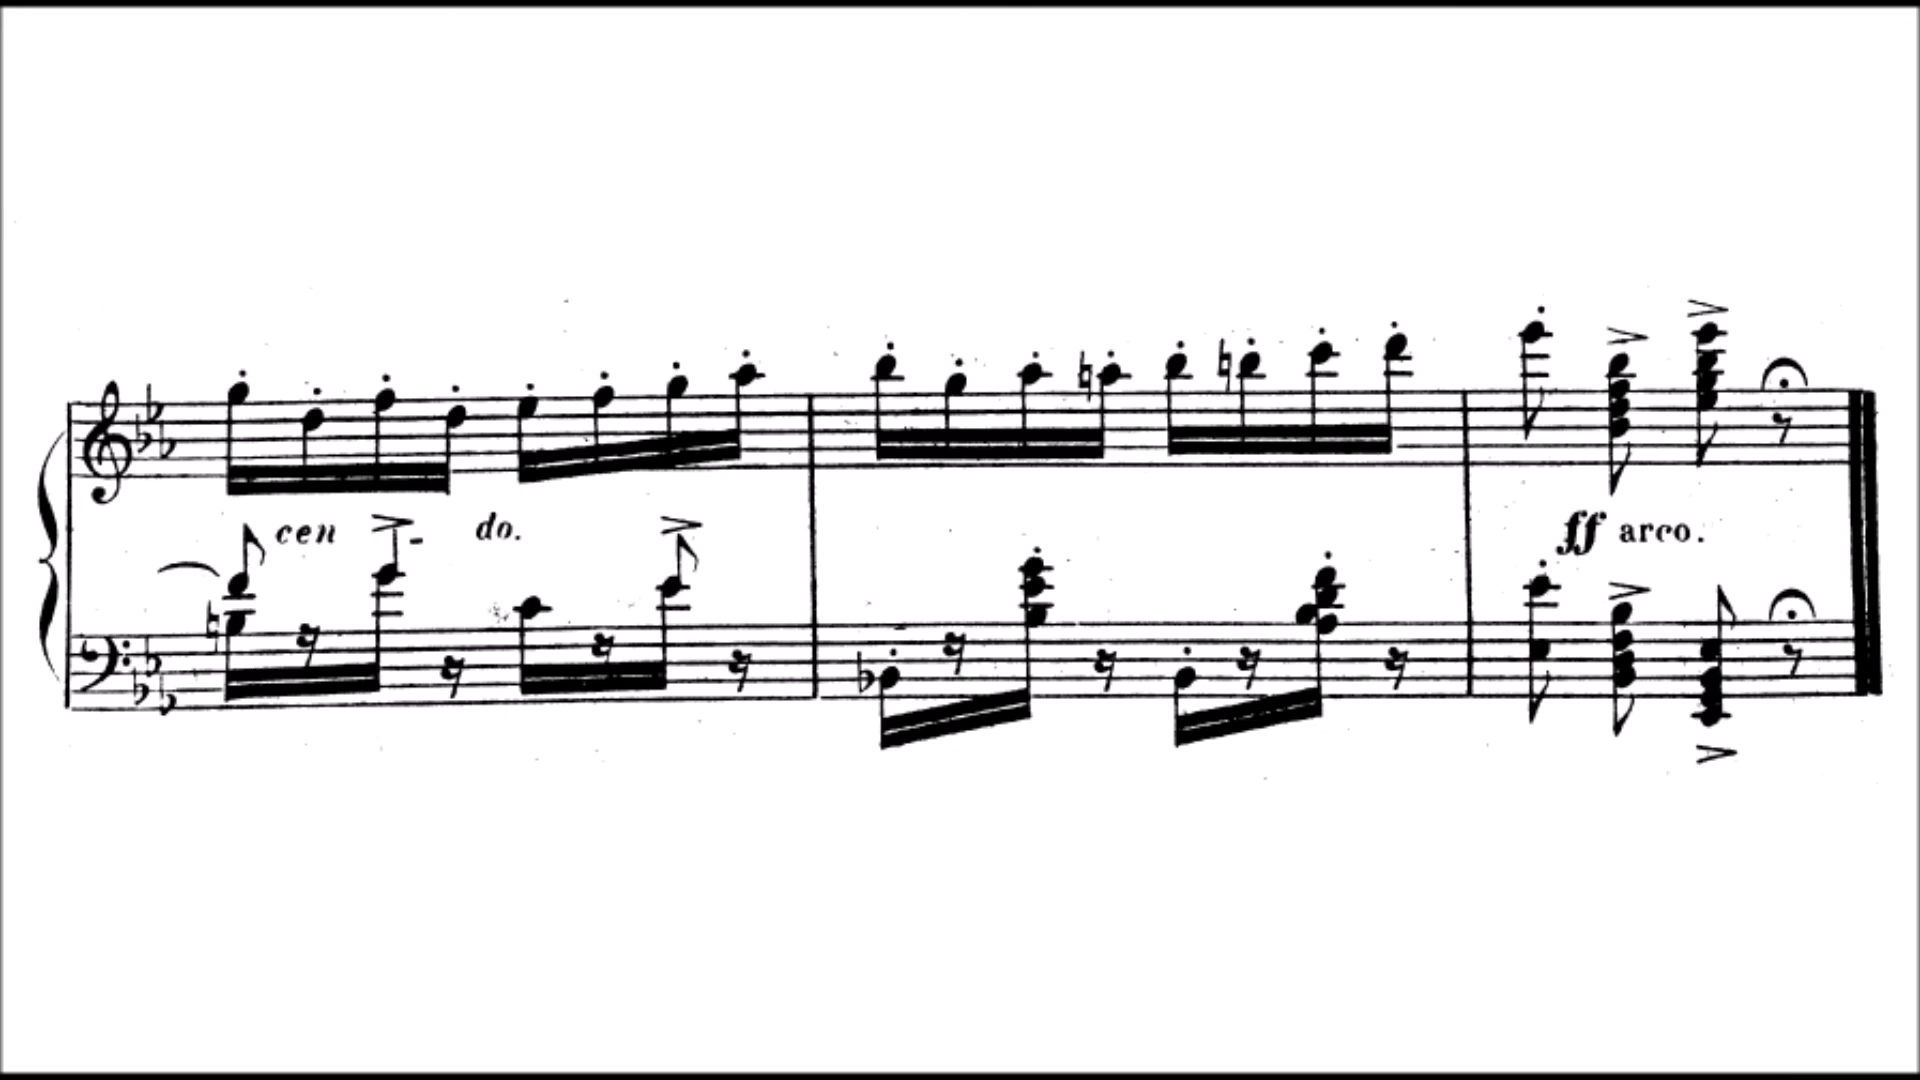 cen - do.
ff arco.